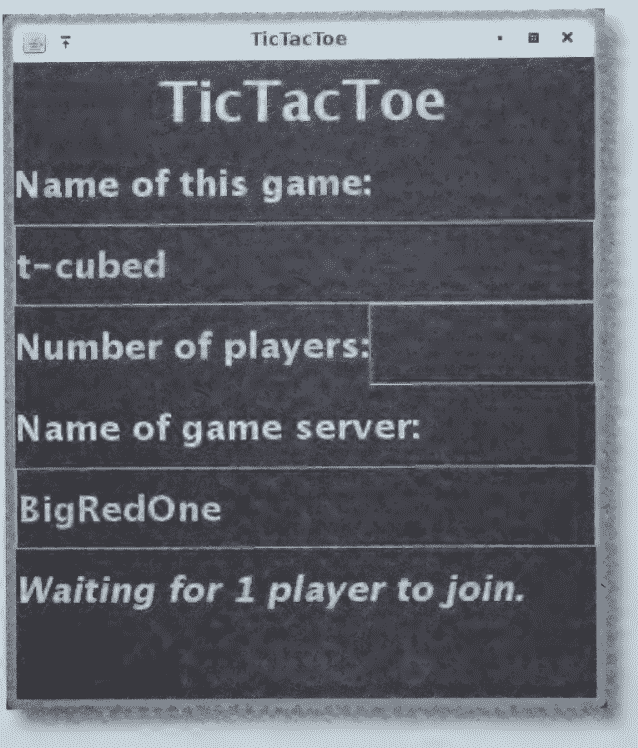 TicTacToe
TicTacToe
Name of this game:
t-cubed
Number of players:
Name of game server:
BigRedOne
Waiting for 1 player to join.